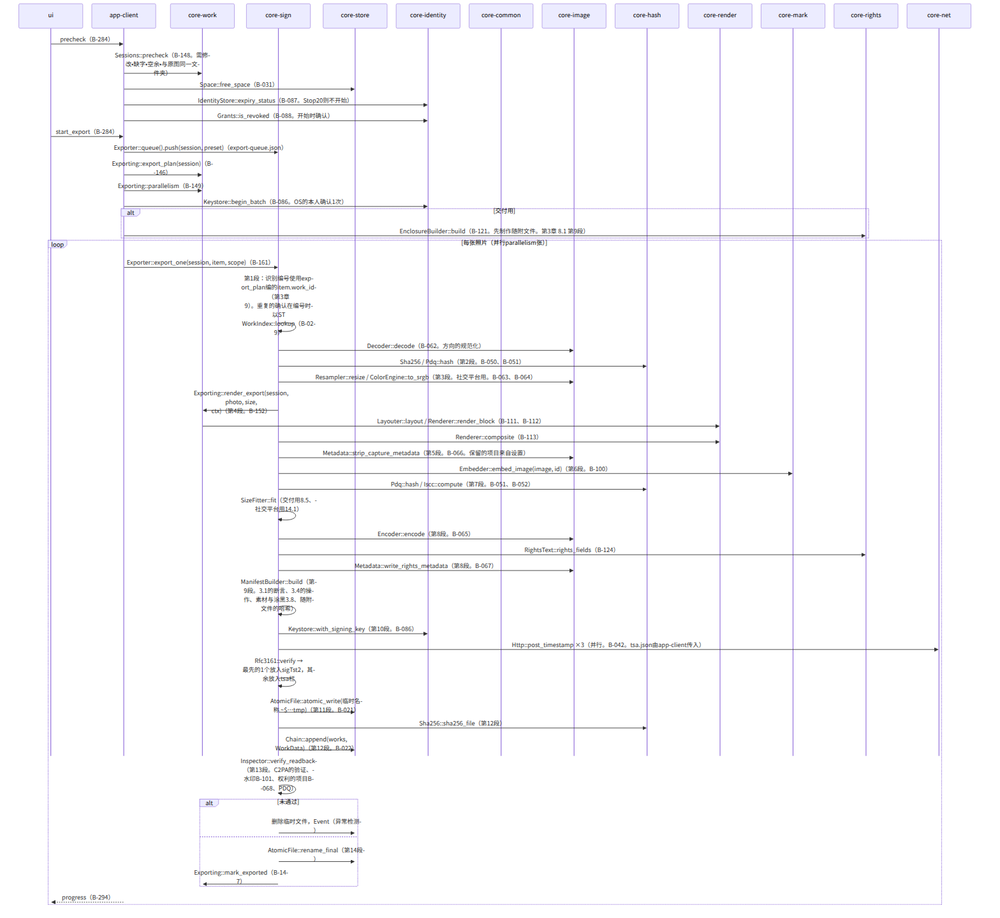 ui
app-client
core-work
core-sign
core-store
core-identity
core-common
core-image
core-hash
core-render
core-mark
core-rights
core-net
precheck（B-284）
Sessions::precheck（B-148。需修-
改•缺字•空余•与原图同一文-
件夹）
Space::free_space（B-031）
IdentityStore::expiry_status（B-087。Stop20则不开始）
Grants::is_revoked（B-088。开始时确认）
start_export（B-284）
Exporter::queue().push(session, preset)（export-queue.json）
Exporting::export_plan(session)（B-
-146）
Exporting::parallelism（B-149）
Keystore::begin_batch（B-086。OS的本人确认1次）
alt
[交付用]
EnclosureBuilder::build（B-121。先制作随附文件。第3章 8.1 第9段）
loop
[每张照片（并行parallelism张）]
Exporter::export_one(session, item, scope)（B-161）
第1段：识别编号使用exp-
ort_plan编的item.work_id-
（第3章
9）。重复的确认在编号时-
以ST
WorkIndex::lookup（B-02-
9）
Decoder::decode（B-062。方向的规范化）
Sha256 / Pdq::hash（第2段。B-050、B-051）
Resampler::resize / ColorEngine::to_srgb（第3段。社交平台用。B-063、B-064）
Exporting::render_export(session,
photo, size,
ctx)（第4段。B-152）
Layouter::layout / Renderer::render_block（B-111、B-112）
Renderer::composite（B-113）
Metadata::strip_capture_metadata（第5段。B-066。保留的项目来自设置）
Embedder::embed_image(image, id)（第6段。B-100）
Pdq::hash / Iscc::compute（第7段。B-051、B-052）
SizeFitter::fit（交付用8.5、-
社交平台用14.1）
Encoder::encode（第8段。B-065）
RightsText::rights_fields（B-124）
Metadata::write_rights_metadata（第8段。B-067）
ManifestBuilder::build（第-
9段。3.1的断言、3.4的操-
作、素材与涂黑3.8、随附-
文件的哈希）
Keystore::with_signing_key（第10段。B-086）
Http::post_timestamp ×3（并行。B-042。tsa.json由app-client传入）
Rfc3161::verify →
最先的1个放入sigTst2，其-
余放入tsa栏
AtomicFile::atomic_write(临时名-
称 ~$…tmp)（第11段。B-021）
Sha256::sha256_file（第12段）
Chain::append(works,
WorkData)（第12段。B-022）
Inspector::verify_readback-
（第13段。C2PA的验证、-
水印B-101、权利的项目B-
-068、PDQ）
alt
[未通过]
删除临时文件，Event（异常检测-
）
AtomicFile::rename_final（第14段-
）
Exporting::mark_exported（B-14-
7）
progress（B-294）